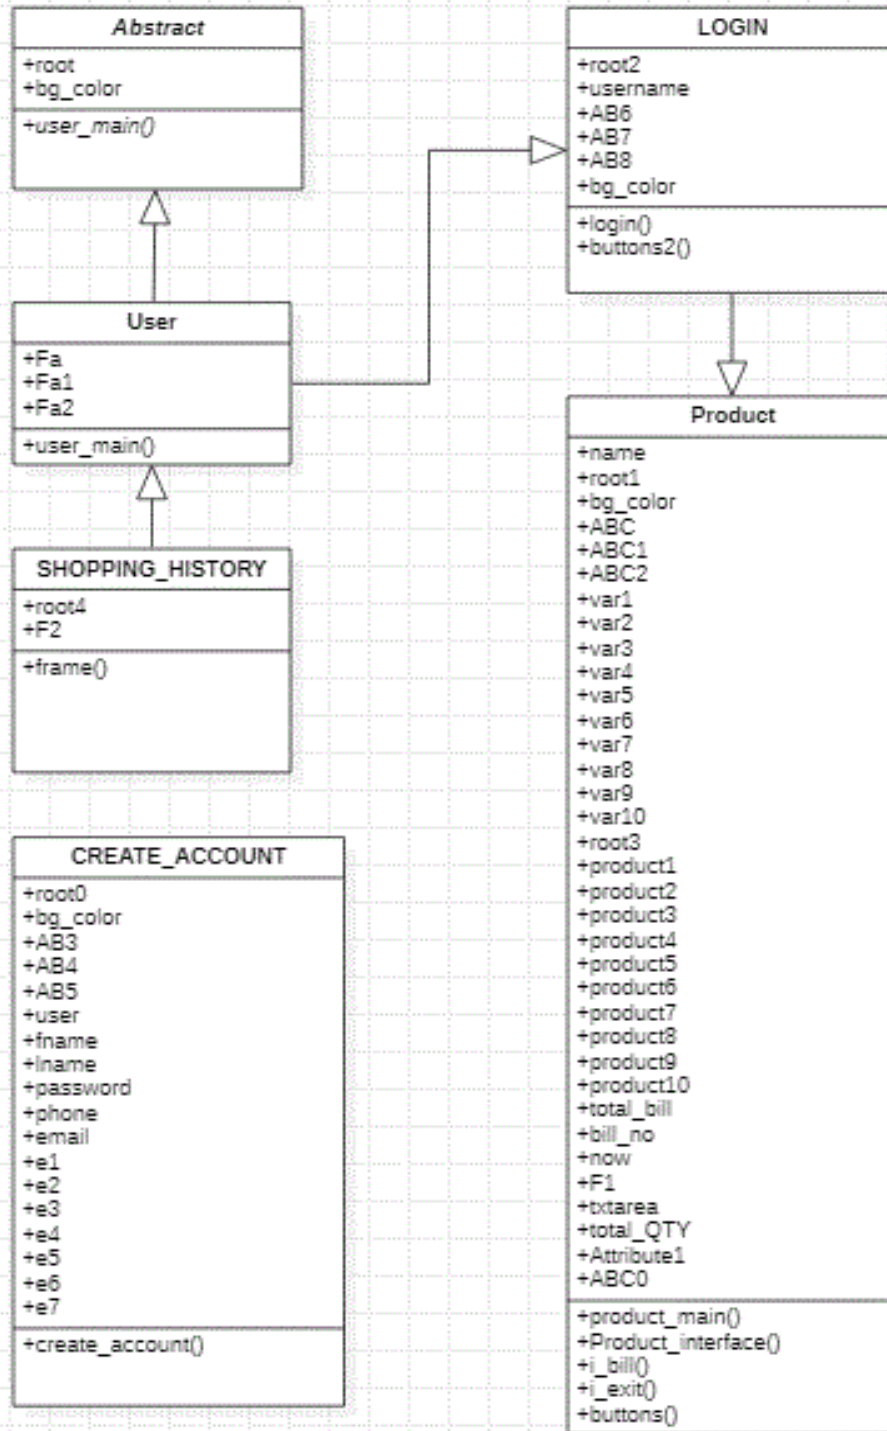 Abstract
+root
+bg_color
+user_main()
User
+Fa
+Fa1
+Fa2
+user_main()
SHOPPING_HISTORY
+root4
+F2
+frame()
CREATE_ACCOUNT
+root0
+bg_color
+AB3
+AB4
+AB5
+user
+fname
+lname
+password
+phone
+email
+e1
+e2
+e3
+e4
+e5
+e6
+e7
+create_account()
LOGIN
+root2
+username
+AB6
+AB7
+AB8
+bg_color
+login()
+buttons2()
Product
+name
+root1
+bg_color
+ABC
+ABC1
+ABC2
+var1
+var2
+var3
+var4
+var5
+var6
+var7
+var8
+var9
+var10
+root3
+product1
+product2
+product3
+product4
+product5
+product6
+product7
+product8
+product9
+product10
+total_bill
+bill_no
+now
+F1
+txtarea
+total_QTY
+Attribute1
+ABC0
+product_main()
+Product_interface()
+i_bill()
+i_exit()
+buttons()